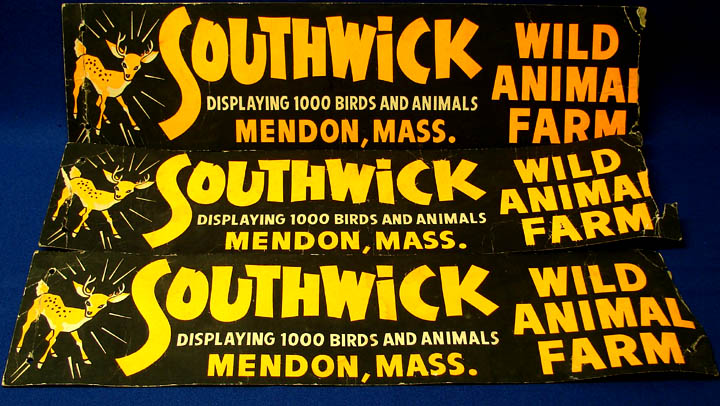 SOUTHWiCK
DISPLAYING 1000 BIRDS AND ANIMALS
MENDON, MASS.
WILD
ANIMAL
FARM
SOUTHWiCK
DISPLAYING 1000 BIRDS AND ANIMALS
MENDON, MASS.
WILD
ANIMAL
FARM
SOUTHWiCK
DISPLAYING 1000 BIRDS AND ANIMALS
MENDON, MASS.
WILD
ANIMAL
FARM